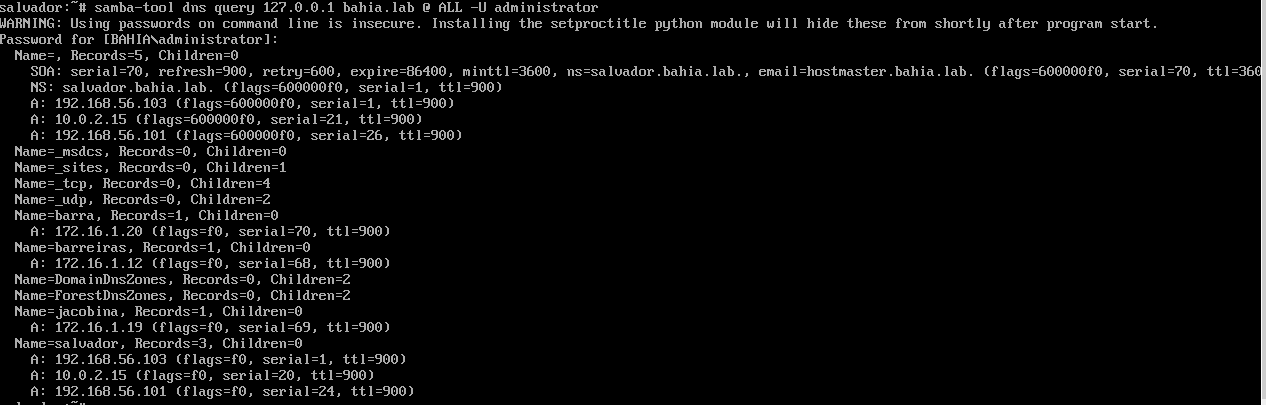 salvador:~# samba-tool dns query 127.0.0.1 bahia.lab @ ALL -U administrator
WARNING: Using passwords on command line is insecure. Installing the setproctitle python module will hide these from shortly after program start.
Password for [BAHIA\administrator]:
  Name=, Records=5, Children=0
    SOA: serial=70, refresh=900, retry=600, expire=86400, minttl=3600, ns=salvador.bahia.lab., email=hostmaster.bahia.lab. (flags=600000f0, serial=70, ttl=360
    NS: salvador.bahia.lab. (flags=600000f0, serial=1, ttl=900)
    A: 192.168.56.103 (flags=600000f0, serial=1, ttl=900)
    A: 10.0.2.15 (flags=600000f0, serial=21, ttl=900)
    A: 192.168.56.101 (flags=600000f0, serial=26, ttl=900)
  Name=_msdcs, Records=0, Children=0
  Name=_sites, Records=0, Children=1
  Name=_tcp, Records=0, Children=4
  Name=_udp, Records=0, Children=2
  Name=barra, Records=1, Children=0
    A: 172.16.1.20 (flags=f0, serial=70, ttl=900)
  Name=barreiras, Records=1, Children=0
    A: 172.16.1.12 (flags=f0, serial=68, ttl=900)
  Name=DomainDnsZones, Records=0, Children=2
  Name=ForestDnsZones, Records=0, Children=2
  Name=jacobina, Records=1, Children=0
    A: 172.16.1.19 (flags=f0, serial=69, ttl=900)
  Name=salvador, Records=3, Children=0
    A: 192.168.56.103 (flags=f0, serial=1, ttl=900)
    A: 10.0.2.15 (flags=f0, serial=20, ttl=900)
    A: 192.168.56.101 (flags=f0, serial=24, ttl=900)